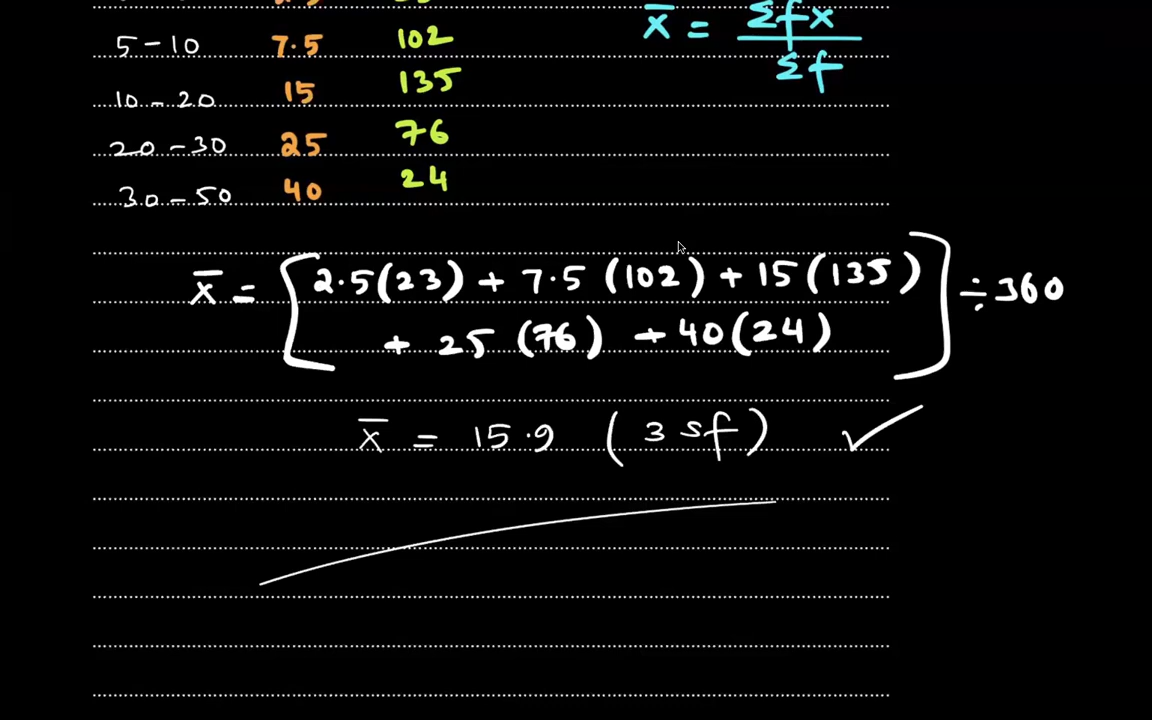 x̄ = Σfx / Σf
5 - 10 7.5 102
10 - 20 15 135
20 - 30 25 76
30 - 50 40 24
x̄ = [ 2.5(23) + 7.5 (102) + 15(135)
+ 25 (76) + 40(24) ] ÷ 360
x̄ = 15.9 ( 3 sf) ✓